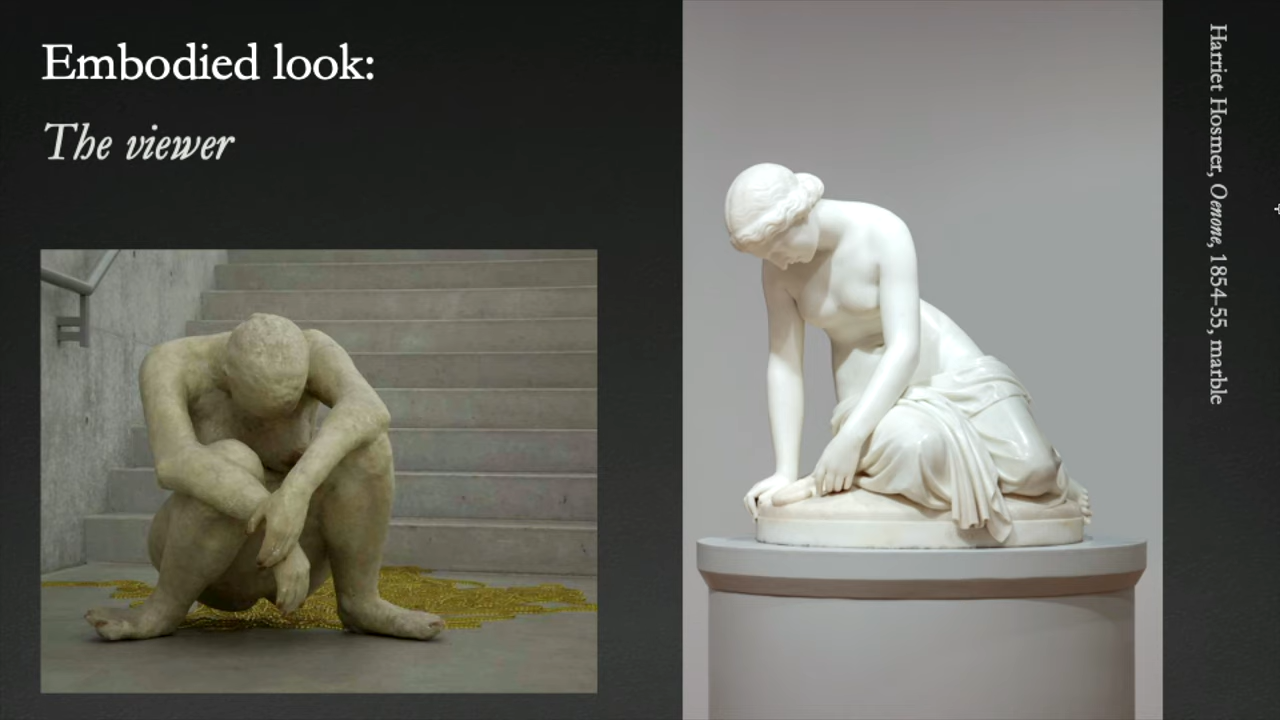 Embodied look:
The viewer
Harriet Hosmer, Oenone, 1854-55, marble